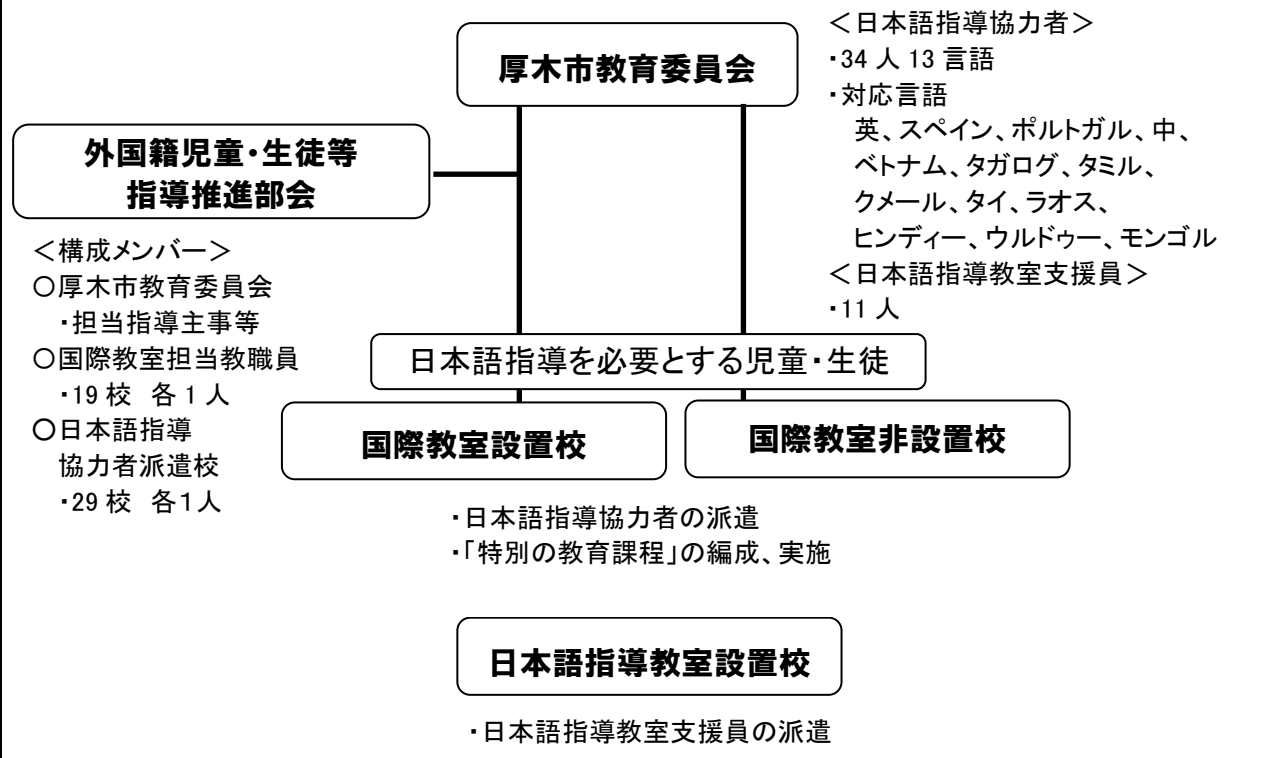 厚木市教育委員会
＜日本語指導協力者＞
・34 人 13 言語
・対応言語
英、スペイン、ポルトガル、中、
ベトナム、タガログ、タミル、
クメール、タイ、ラオス、
ヒンディー、ウルドゥー、モンゴル
＜日本語指導教室支援員＞
・11 人
外国籍児童・生徒等
指導推進部会
＜構成メンバー＞
○厚木市教育委員会
・担当指導主事等
○国際教室担当教職員
・19 校 各 1 人
○日本語指導
協力者派遣校
・29 校 各１人
日本語指導を必要とする児童・生徒
国際教室設置校
国際教室非設置校
・日本語指導協力者の派遣
・「特別の教育課程」の編成、実施
日本語指導教室設置校
・日本語指導教室支援員の派遣